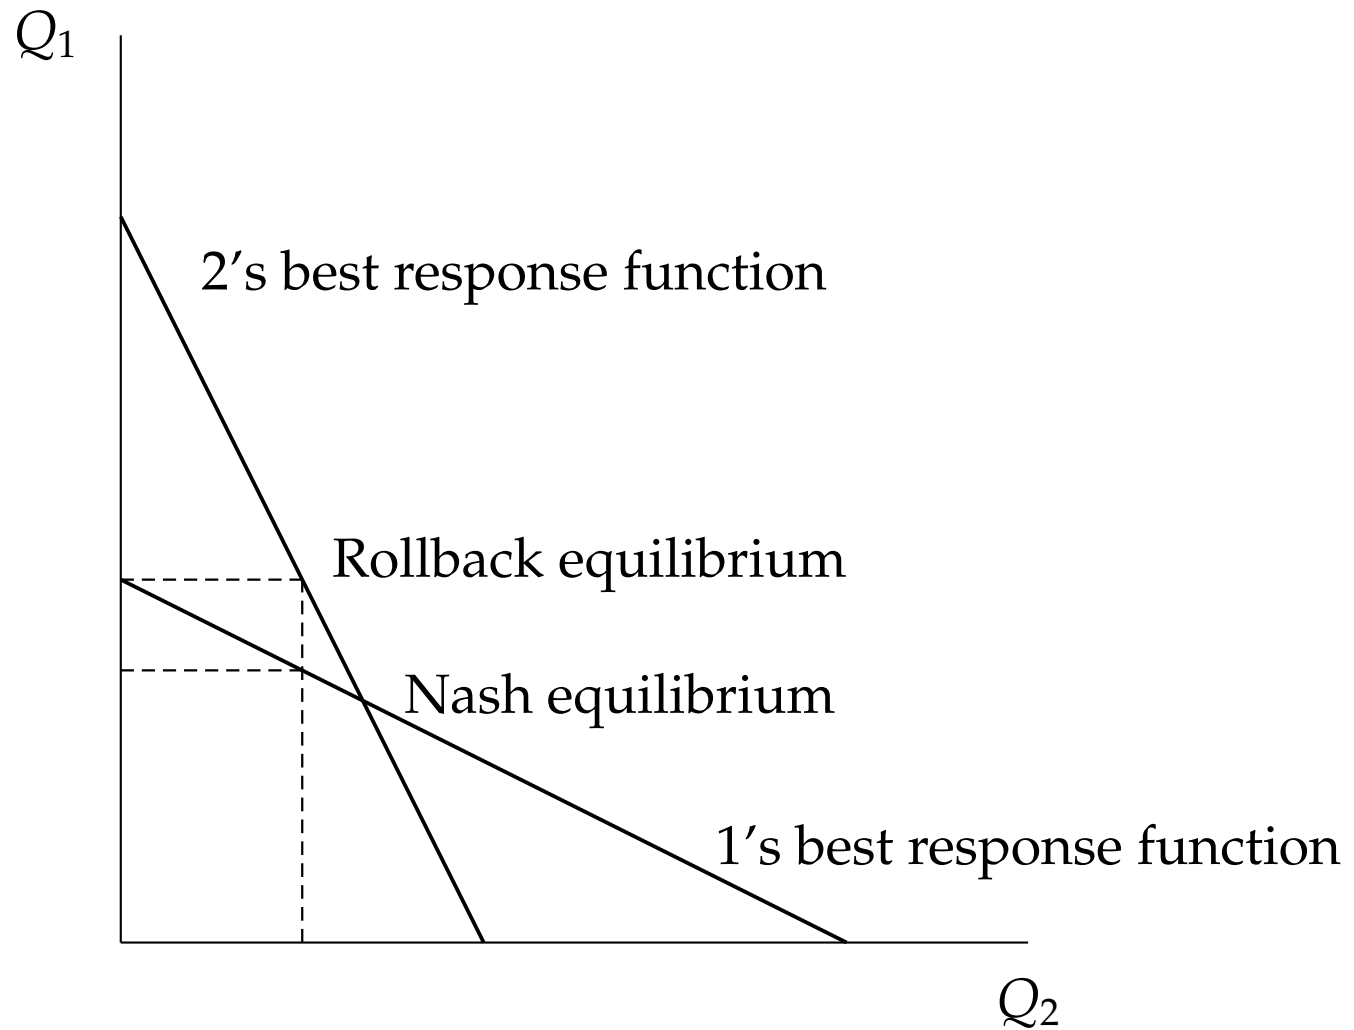 Q₁
2’s best response function
Rollback equilibrium
Nash equilibrium
1’s best response function
Q₂